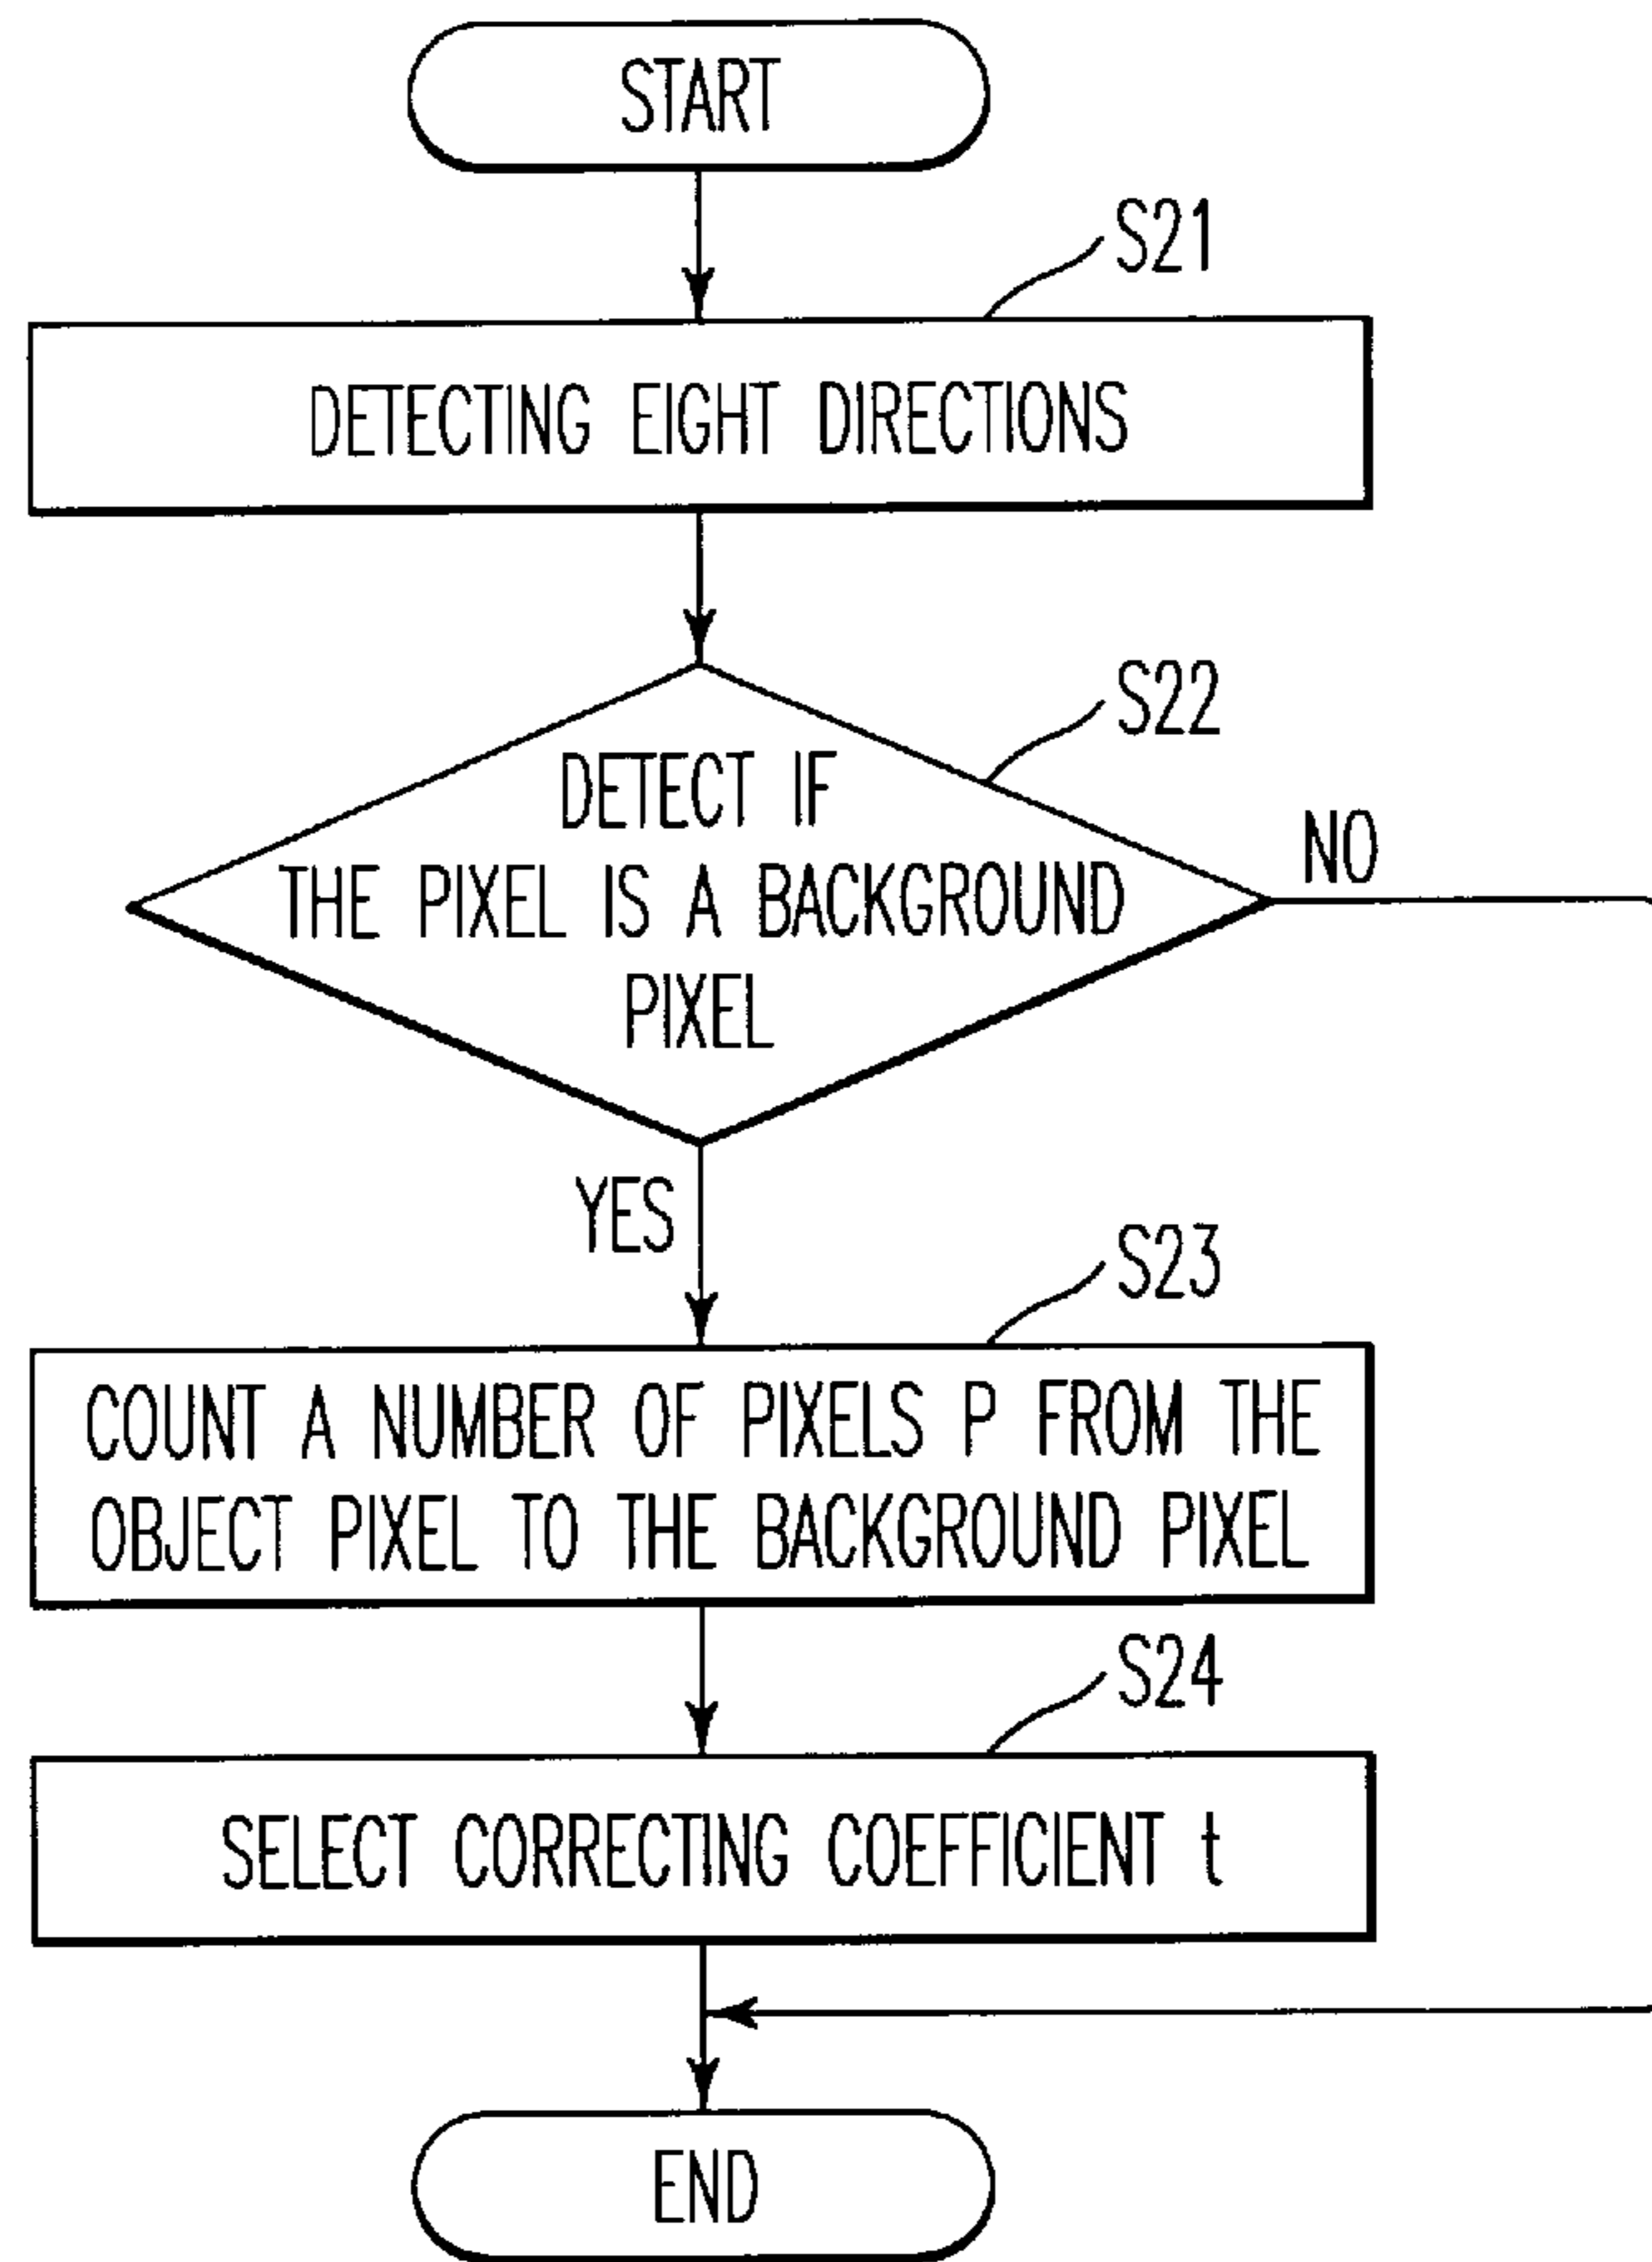 START
S21
DETECTING EIGHT DIRECTIONS
S22
DETECT IF
THE PIXEL IS A BACKGROUND
PIXEL
NO
YES
S23
COUNT A NUMBER OF PIXELS P FROM THE
OBJECT PIXEL TO THE BACKGROUND PIXEL
S24
SELECT CORRECTING COEFFICIENT t
END